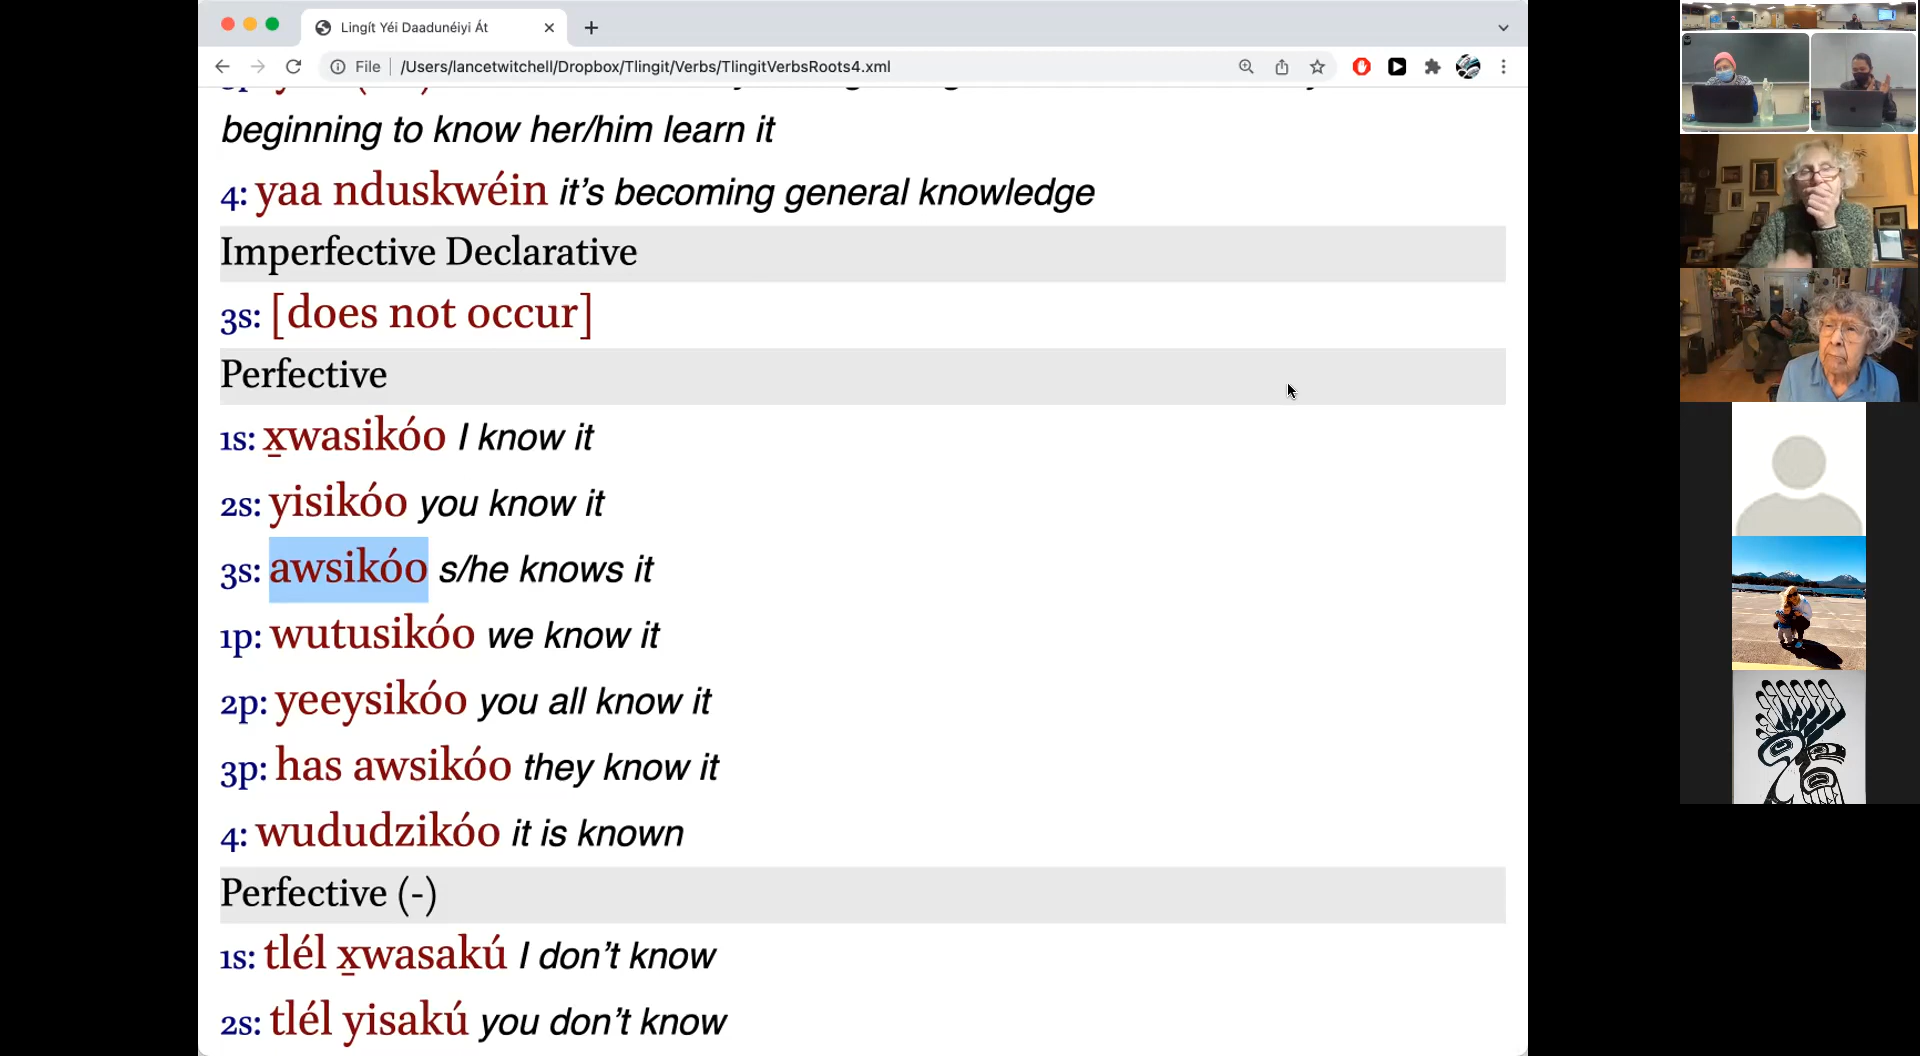 Lingít Yéi Daadunéiyi Át
File /Users/lancetwitchell/Dropbox/Tlingit/Verbs/TlingitVerbsRoots4.xml
beginning to know her/him learn it
4: yaa nduskwéin it’s becoming general knowledge
Imperfective Declarative
3s: [does not occur]
Perfective
1s: x̱wasikóo I know it
2s: yisikóo you know it
3s: awsikóo s/he knows it
1p: wutusikóo we know it
2p: yeeysikóo you all know it
3p: has awsikóo they know it
4: wududzikóo it is known
Perfective (-)
1s: tlél x̱wasakú I don’t know
2s: tlél yisakú you don’t know